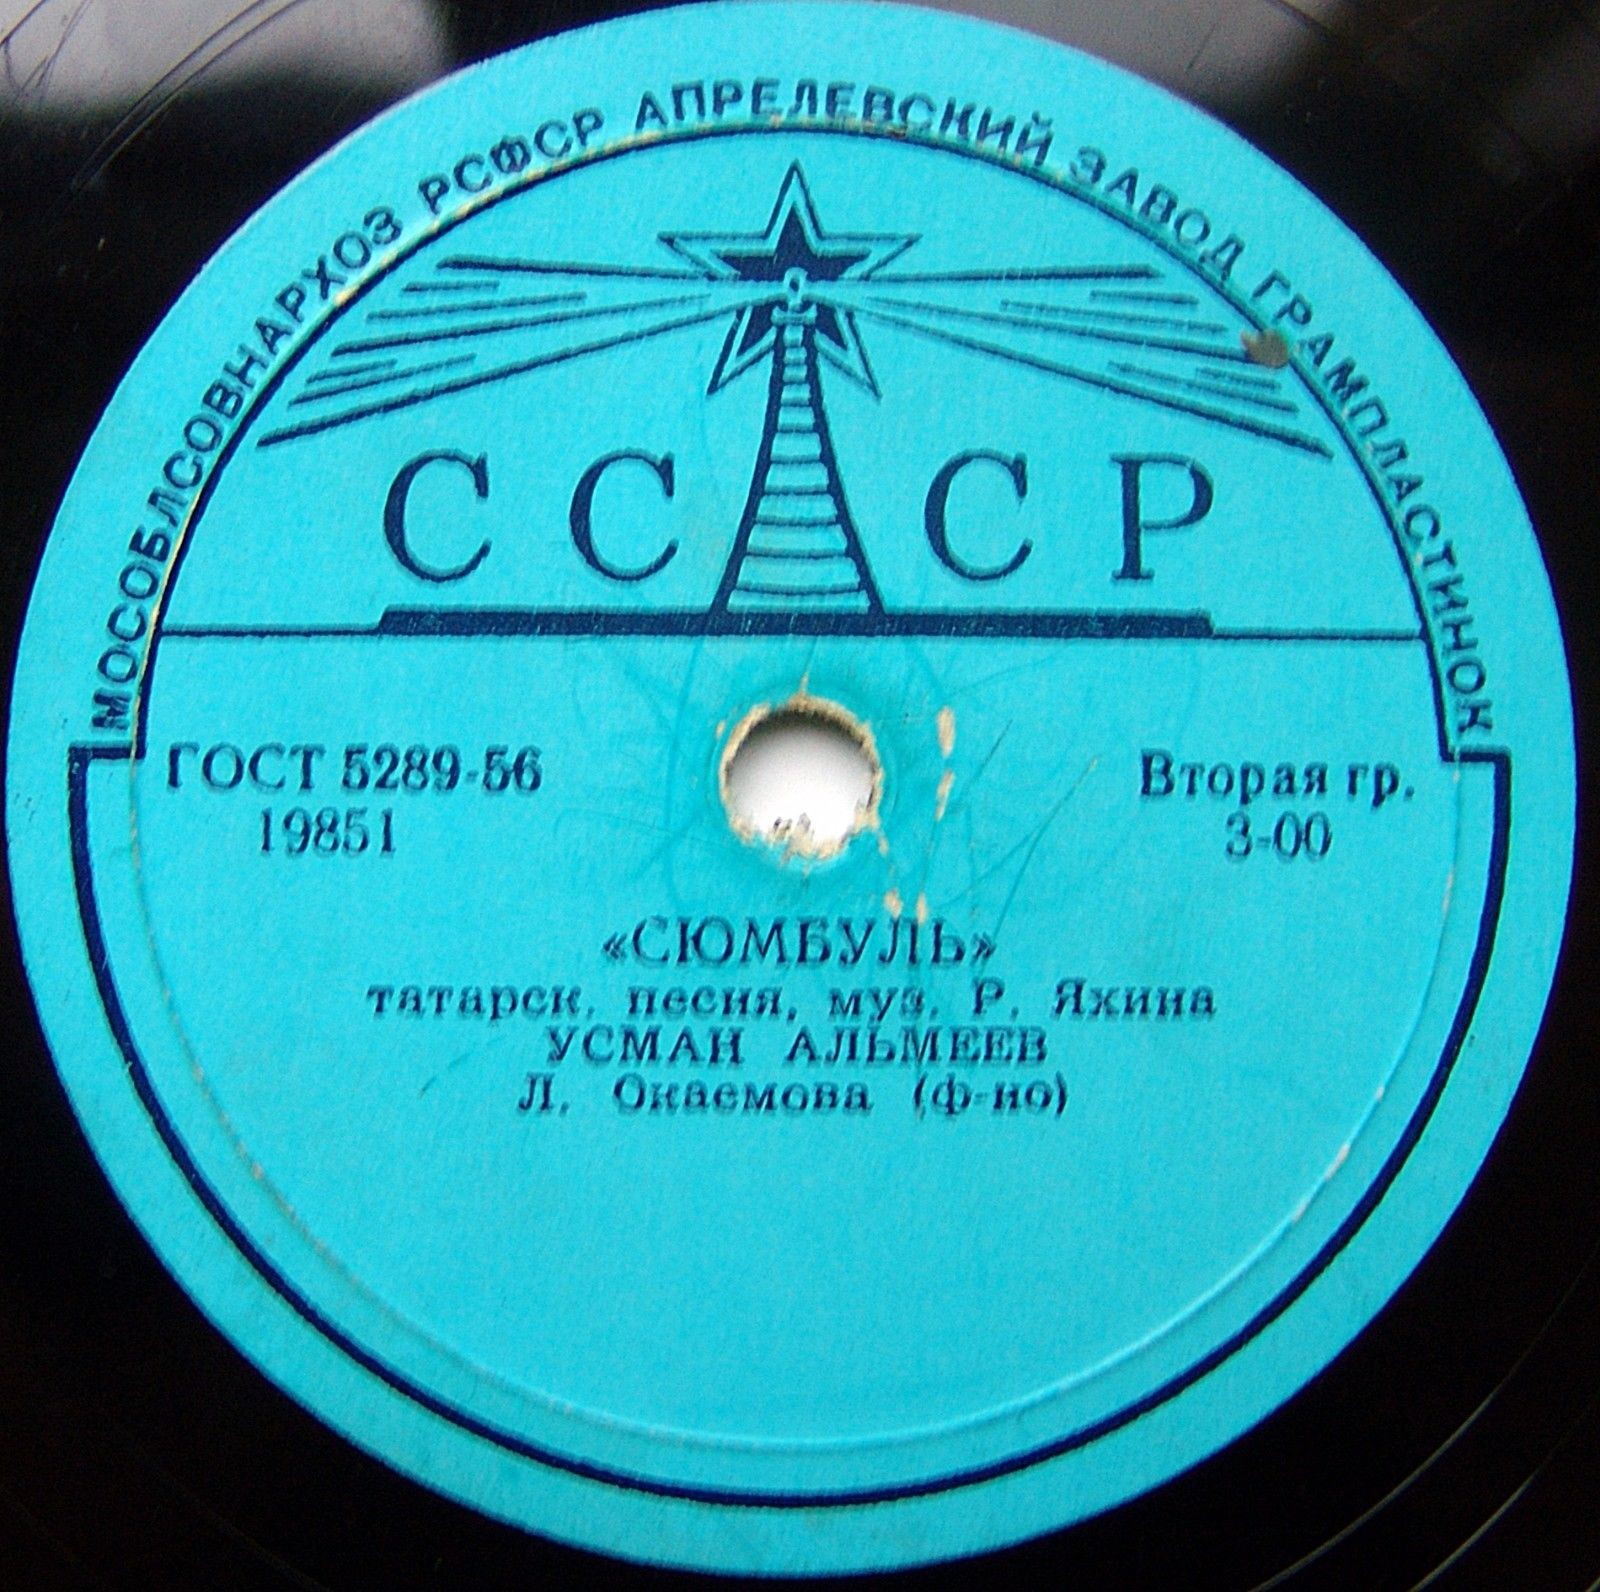 МОСОБЛСОВНАРХОЗ РСФСР АПРЕЛЕВСКИЙ ЗАВОД ГРАМПЛАСТИНОК
СССР
ГОСТ 5289-56
19851
Вторая гр.
3-00
«СЮМБУЛЬ»
татарск. песня, муз. Р. Яхина
УСМАН АЛЬМЕЕВ
Л. Окаемова (ф-но)